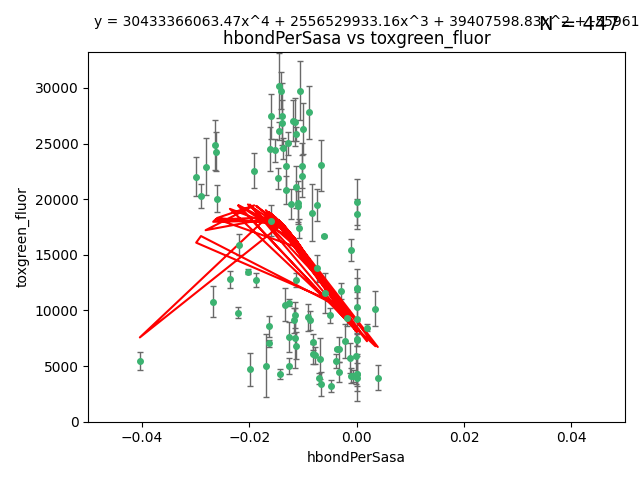 y = 30433366063.47x^4 + 2556529933.16x^3 + 39407598.83x^2 +
N = 447
hbondPerSasa vs toxgreen_fluor
30000
25000
20000
15000
10000
5000
0
toxgreen_fluor
−0.04 −0.02 0.00 0.02 0.04
hbondPerSasa